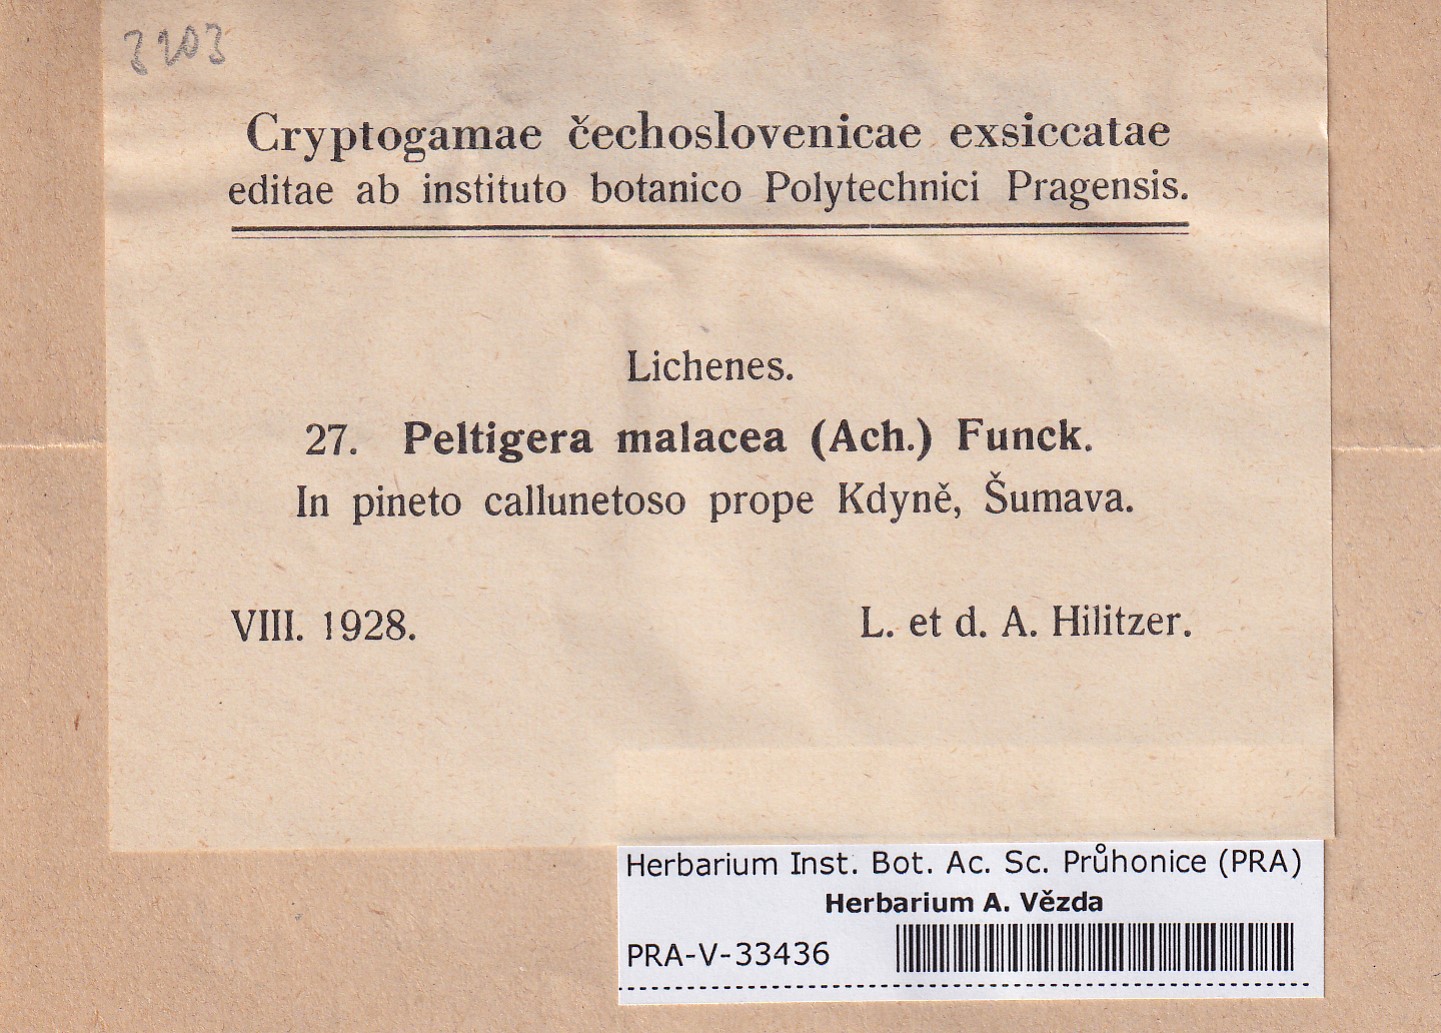 3203
Cryptogamae čechoslovenicae exsiccatae
editae ab instituto botanico Polytechnici Pragensis.
Lichenes.
27. Peltigera malacea (Ach.) Funck.
In pineto callunetoso prope Kdyně, Šumava.
VIII. 1928. L. et d. A. Hilitzer.
Herbarium Inst. Bot. Ac. Sc. Průhonice (PRA)
Herbarium A. Vězda
PRA-V-33436